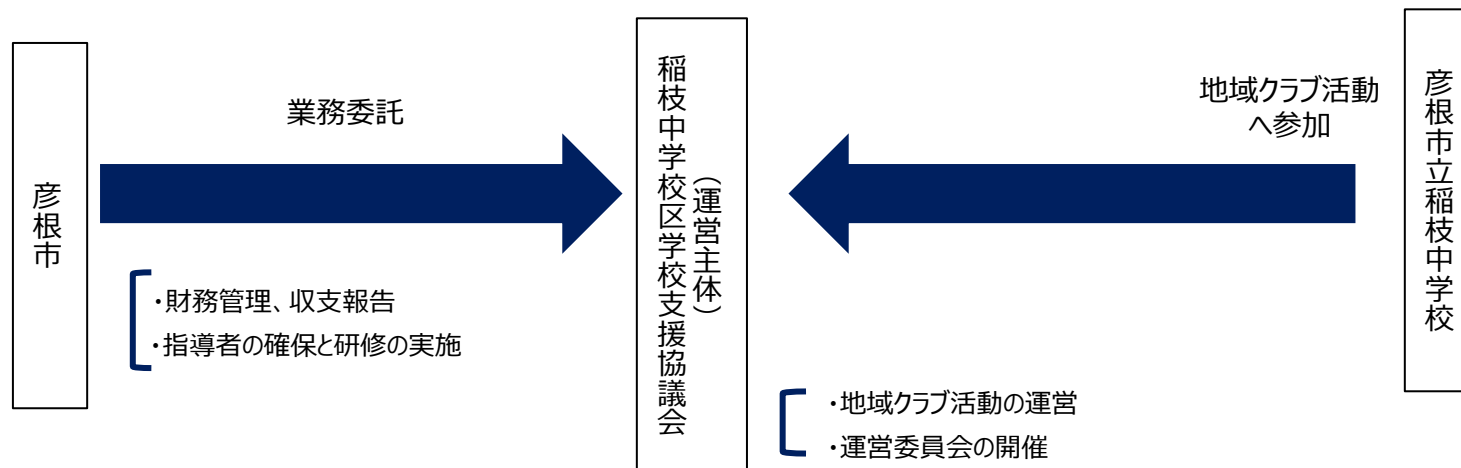 彦根市
業務委託
・財務管理、収支報告
・指導者の確保と研修の実施
稲枝中学校区学校支援協議会
（運営主体）
地域クラブ活動
へ参加
・地域クラブ活動の運営
・運営委員会の開催
彦根市立稲枝中学校